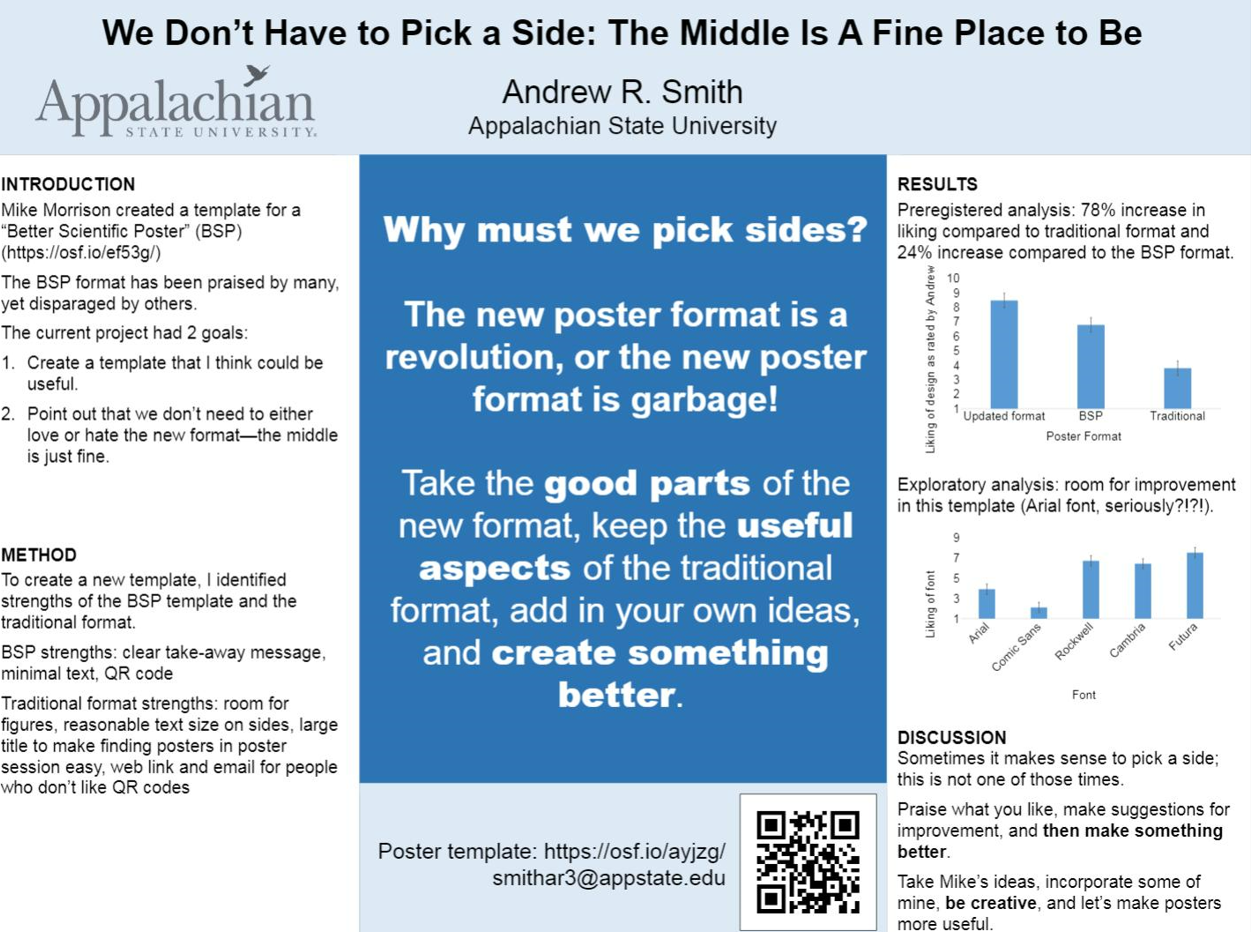 We Don't Have to Pick a Side: The Middle Is A Fine Place to Be
Appalachian
STATE UNIVERSITY.
Andrew R. Smith
Appalachian State University
INTRODUCTION
Mike Morrison created a template for a
“Better Scientific Poster” (BSP)
(https://osf.io/ef53g/)
The BSP format has been praised by many,
yet disparaged by others.
The current project had 2 goals:
1. Create a template that I think could be
useful.
2. Point out that we don't need to either
love or hate the new format—the middle
is just fine.
METHOD
To create a new template, I identified
strengths of the BSP template and the
traditional format.
BSP strengths: clear take-away message,
minimal text, QR code
Traditional format strengths: room for
figures, reasonable text size on sides, large
title to make finding posters in poster
session easy, web link and email for people
who don't like QR codes
Why must we pick sides?
The new poster format is a
revolution, or the new poster
format is garbage!
Take the good parts of the
new format, keep the useful
aspects of the traditional
format, add in your own ideas,
and create something
better.
Poster template: https://osf.io/ayjzg/
smithar3@appstate.edu
RESULTS
Preregistered analysis: 78% increase in
liking compared to traditional format and
24% increase compared to the BSP format.
Liking of design as rated by Andrew
10
9
8
7
6
5
4
3
2
1
Updated format BSP Traditional
Poster Format
Exploratory analysis: room for improvement
in this template (Arial font, seriously?!?!).
Liking of font
9
7
5
3
1
Arial Comic Sans Rockwell Cambria Futura
Font
DISCUSSION
Sometimes it makes sense to pick a side;
this is not one of those times.
Praise what you like, make suggestions for
improvement, and then make something
better.
Take Mike's ideas, incorporate some of
mine, be creative, and let's make posters
more useful.